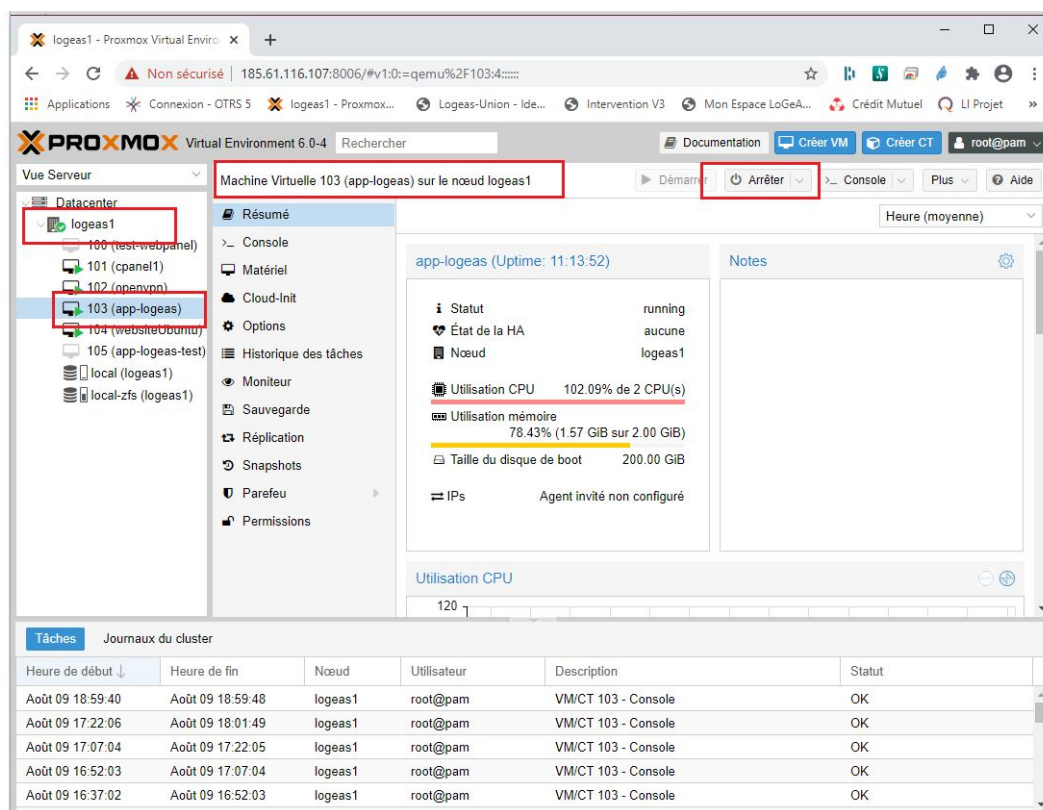 logeas1 - Proxmox Virtual Enviro
Non sécurisé 185.61.116.107:8006/#v1:0:=qemu%2F103:4::::::
Applications Connexion - OTRS 5 logeas1 - Proxmox... Logeas-Union - Ide... Intervention V3 Mon Espace LoGeA... Crédit Mutuel LI Projet »
PROXMOX Virtual Environment 6.0-4 Rechercher Documentation Créer VM Créer CT root@pam
Vue Serveur Machine Virtuelle 103 (app-logeas) sur le nœud logeas1 Démarrer Arrêter >_ Console Plus Aide
Datacenter
logeas1
100 (test-webpanel)
101 (cpanel1)
102 (openvpn)
103 (app-logeas)
104 (websiteUbuntu)
105 (app-logeas-test)
local (logeas1)
local-zfs (logeas1)
Résumé
>_ Console
Matériel
Cloud-Init
Options
Historique des tâches
Moniteur
Sauvegarde
Réplication
Snapshots
Parefeu
Permissions
Heure (moyenne)
app-logeas (Uptime: 11:13:52)
Statut running
État de la HA aucune
Nœud logeas1
Utilisation CPU 102.09% de 2 CPU(s)
Utilisation mémoire
78.43% (1.57 GiB sur 2.00 GiB)
Taille du disque de boot 200.00 GiB
IPs Agent invité non configuré
Notes
Utilisation CPU
120
Tâches Journaux du cluster
Heure de début Heure de fin Nœud Utilisateur Description Statut
Août 09 18:59:40 Août 09 18:59:48 logeas1 root@pam VM/CT 103 - Console OK
Août 09 17:22:06 Août 09 18:01:49 logeas1 root@pam VM/CT 103 - Console OK
Août 09 17:07:04 Août 09 17:22:05 logeas1 root@pam VM/CT 103 - Console OK
Août 09 16:52:03 Août 09 17:07:04 logeas1 root@pam VM/CT 103 - Console OK
Août 09 16:37:02 Août 09 16:52:03 logeas1 root@pam VM/CT 103 - Console OK